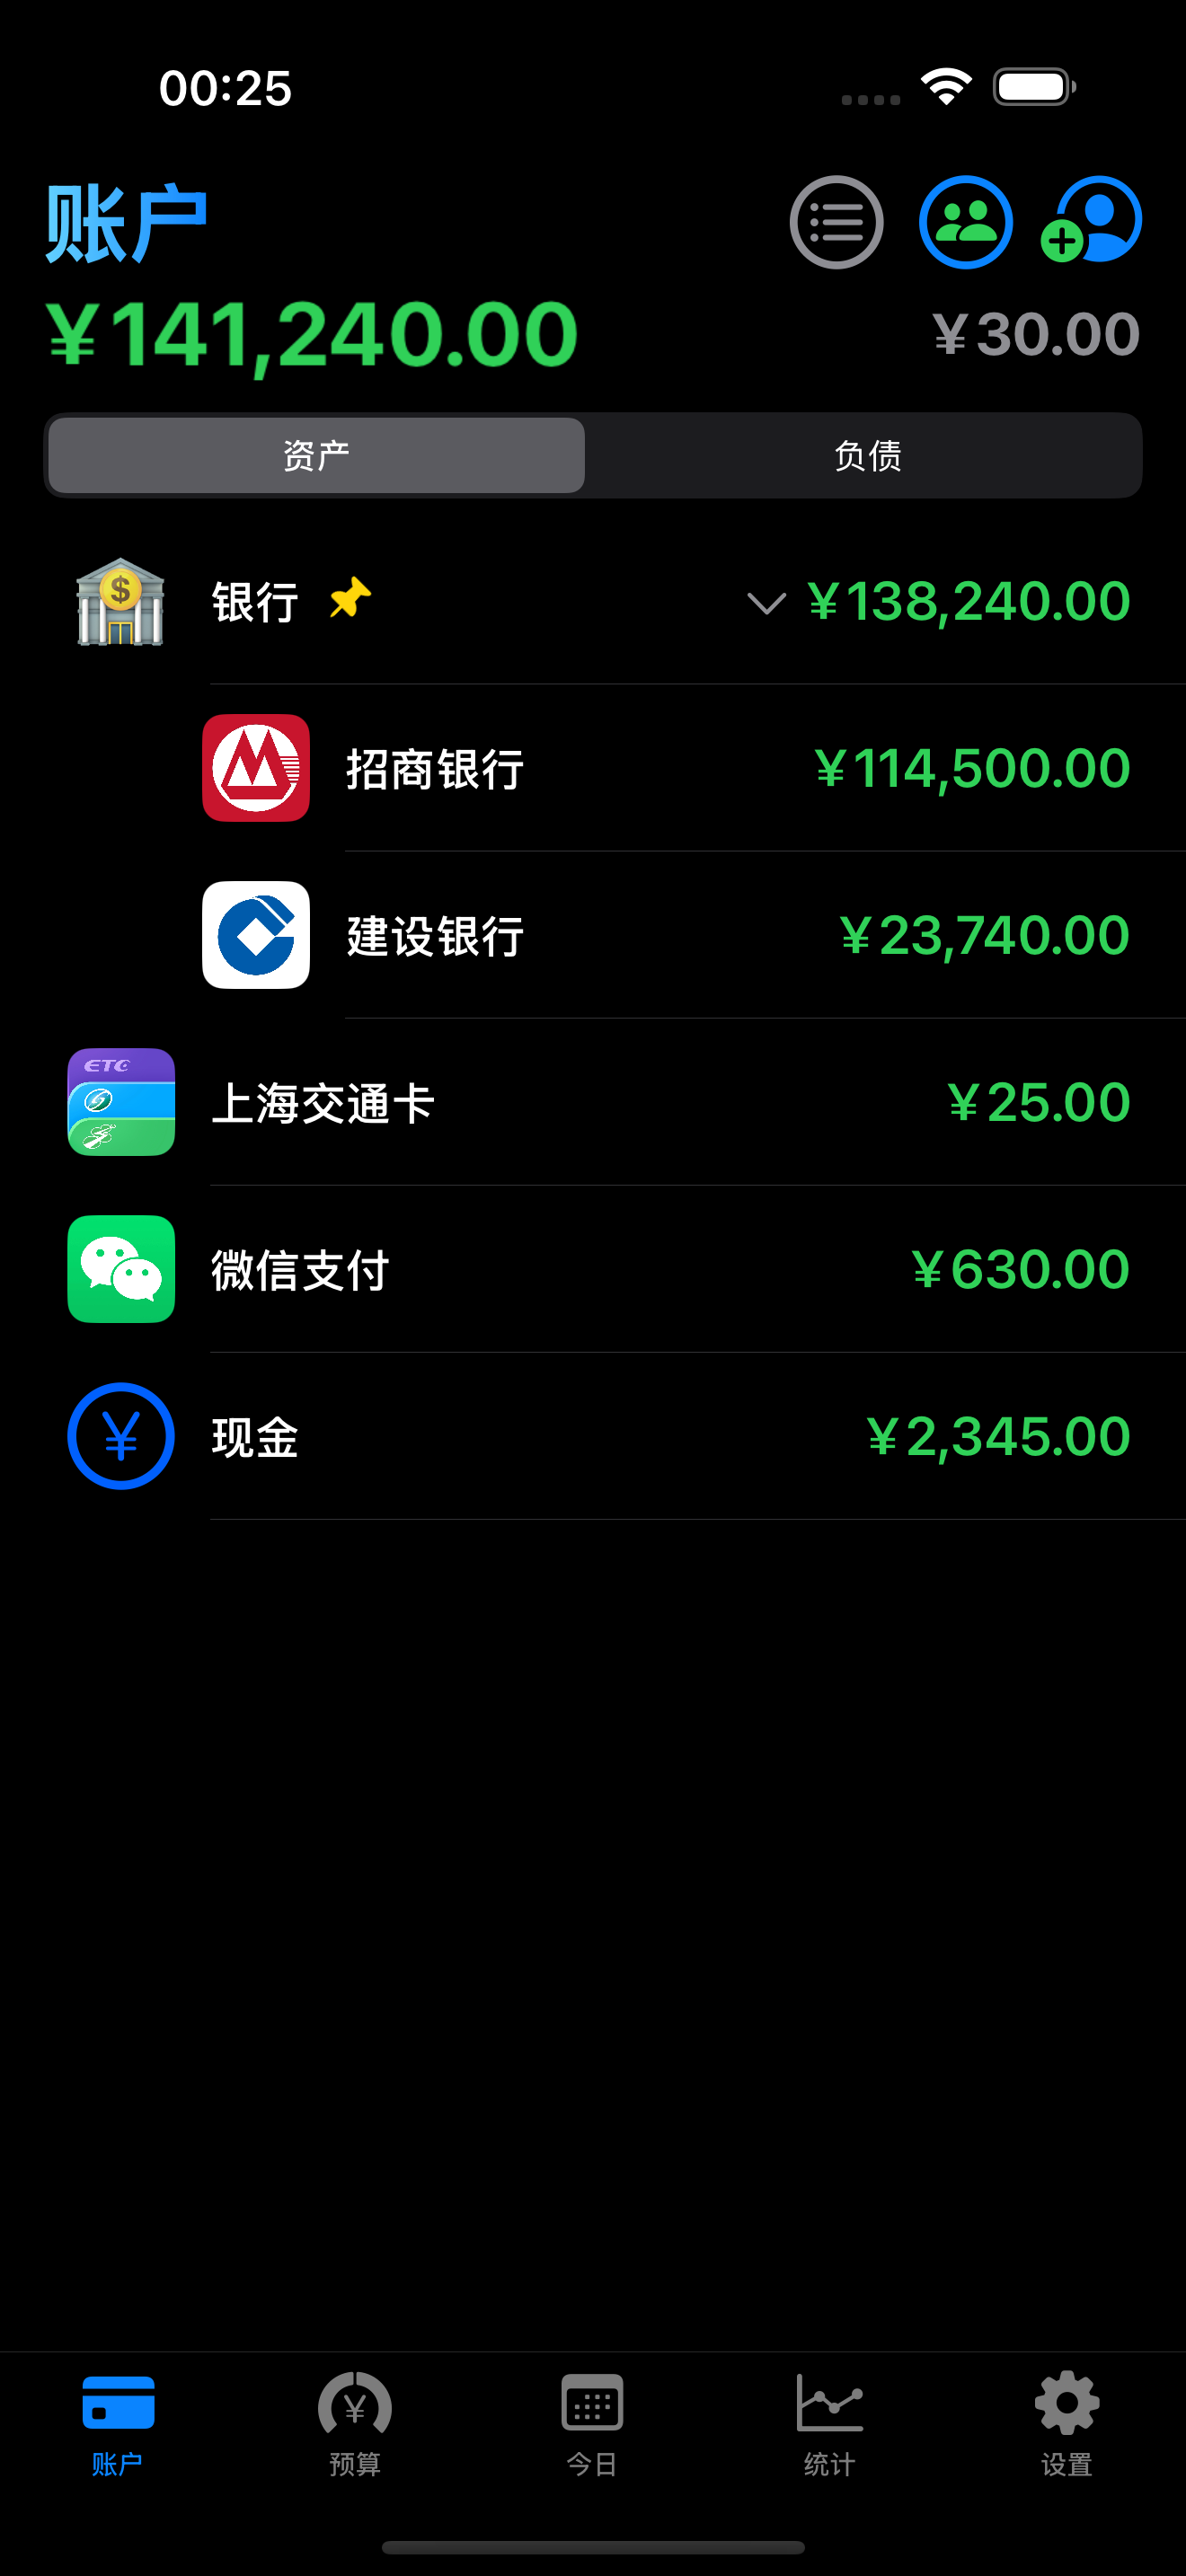 00:25
账户
¥141,240.00 ¥30.00
资产 负债
银行 ¥138,240.00
招商银行 ¥114,500.00
建设银行 ¥23,740.00
ETC
上海交通卡 ¥25.00
微信支付 ¥630.00
¥
现金 ¥2,345.00
账户 预算 今日 统计 设置